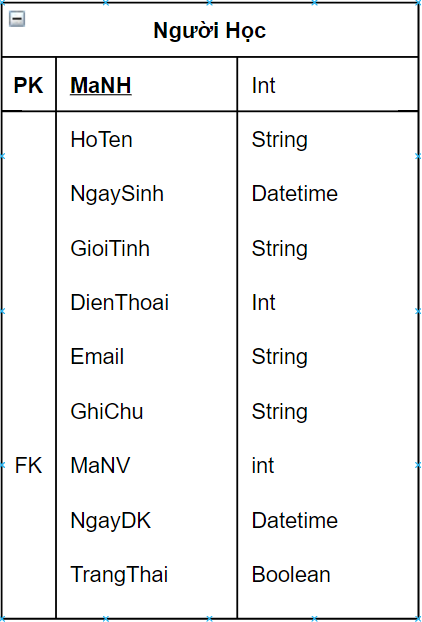 Người Học
PK MaNH Int
HoTen String
NgaySinh Datetime
GioiTinh String
DienThoai Int
Email String
GhiChu String
FK MaNV int
NgayDK Datetime
TrangThai Boolean